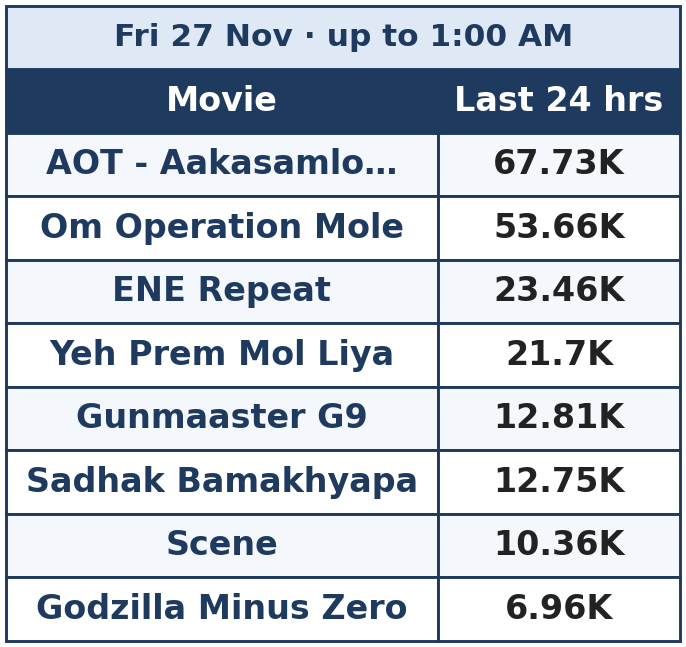 Fri 27 Nov · up to 1:00 AM
Movie Last 24 hrs
AOT - Aakasamlo... 67.73K
Om Operation Mole 53.66K
ENE Repeat 23.46K
Yeh Prem Mol Liya 21.7K
Gunmaaster G9 12.81K
Sadhak Bamakhyapa 12.75K
Scene 10.36K
Godzilla Minus Zero 6.96K